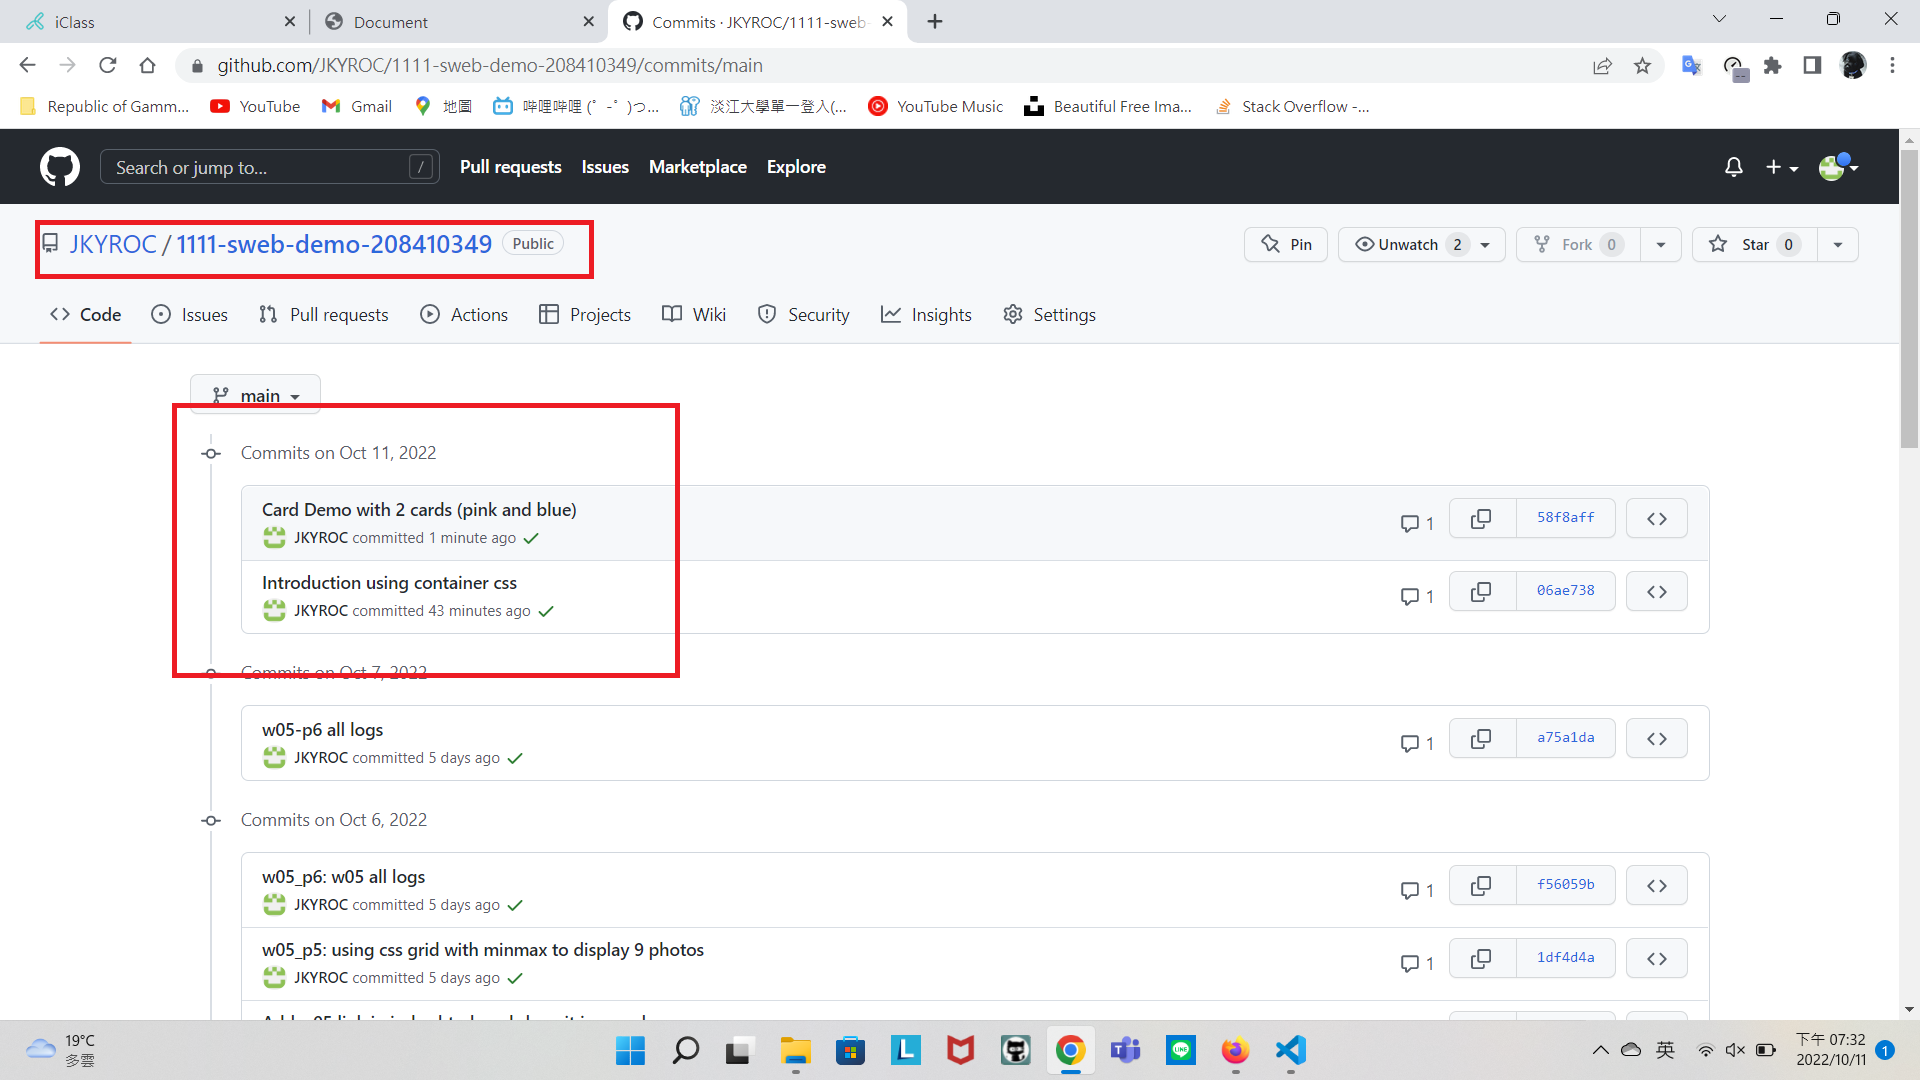 iClass
Document
Commits · JKYROC/1111-sweb-
github.com/JKYROC/1111-sweb-demo-208410349/commits/main
Republic of Gamm...
YouTube
Gmail
地圖
哔哩哔哩 (゜-゜)つ...
淡江大學單一登入(...
YouTube Music
Beautiful Free Ima...
Stack Overflow -...
Search or jump to...
/
Pull requests
Issues
Marketplace
Explore
JKYROC / 1111-sweb-demo-208410349 Public
Pin
Unwatch 2
Fork 0
Star 0
Code
Issues
Pull requests
Actions
Projects
Wiki
Security
Insights
Settings
main
Commits on Oct 11, 2022
Card Demo with 2 cards (pink and blue)
JKYROC committed 1 minute ago
1
58f8aff
Introduction using container css
JKYROC committed 43 minutes ago
1
06ae738
Commits on Oct 7, 2022
w05-p6 all logs
JKYROC committed 5 days ago
1
a75a1da
Commits on Oct 6, 2022
w05_p6: w05 all logs
JKYROC committed 5 days ago
1
f56059b
w05_p5: using css grid with minmax to display 9 photos
JKYROC committed 5 days ago
1
1df4d4a
19°C
多雲
英
下午 07:32
2022/10/11
1